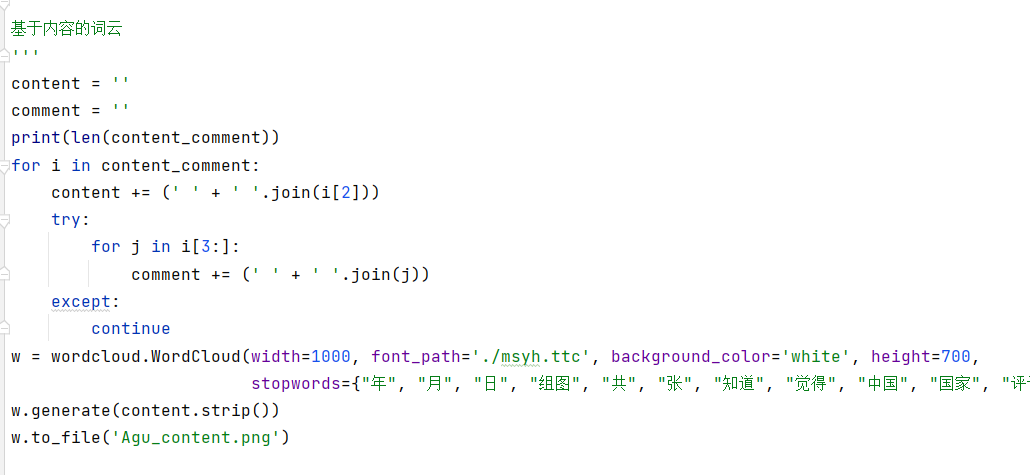 基于内容的词云
'''
content = ''
comment = ''
print(len(content_comment))
for i in content_comment:
    content += (' ' + ' '.join(i[2]))
    try:
        for j in i[3:]:
            comment += (' ' + ' '.join(j))
    except:
        continue
w = wordcloud.WordCloud(width=1000, font_path='./msyh.ttc', background_color='white', height=700,
                        stopwords={"年", "月", "日", "组图", "共", "张", "知道", "觉得", "中国", "国家", "评
w.generate(content.strip())
w.to_file('Agu_content.png')